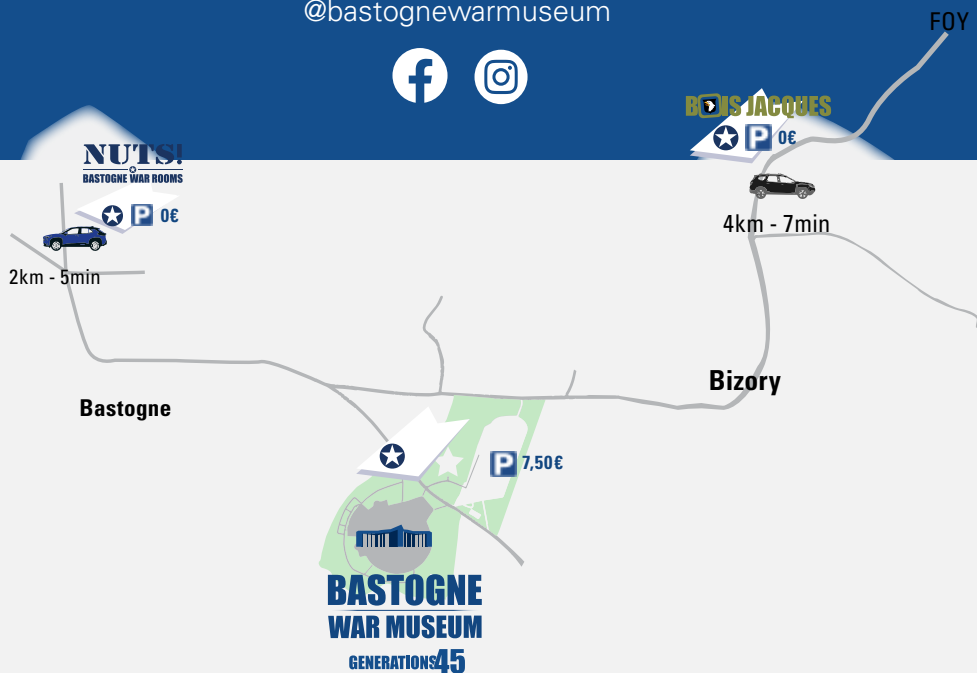 @bastognewarmuseum
FOY
BOIS JACQUES
P 0€
4km - 7min
NUTS!
BASTOGNE WAR ROOMS
P 0€
2km - 5min
Bizory
Bastogne
P 7,50€
BASTOGNE
WAR MUSEUM
GENERATIONS45